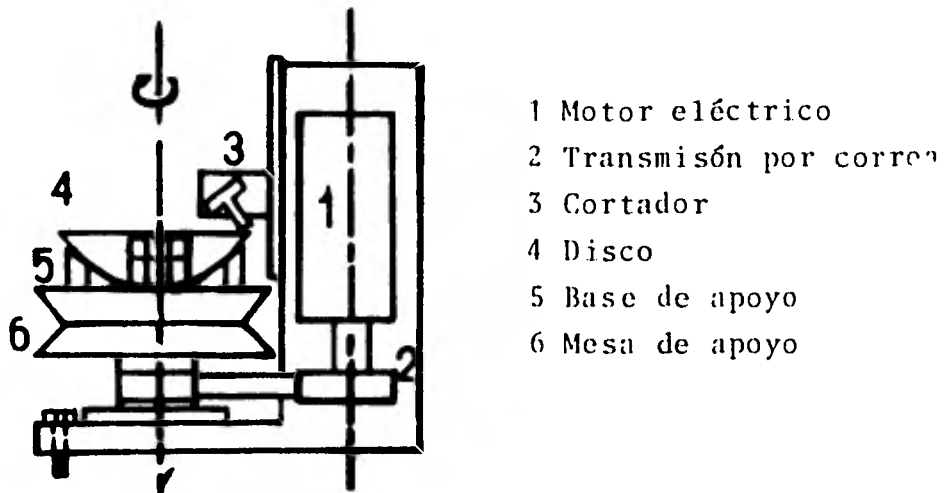 3
4
1
5
6
2
1 Motor eléctrico
2 Transmisón por correa
3 Cortador
4 Disco
5 Base de apoyo
6 Mesa de apoyo